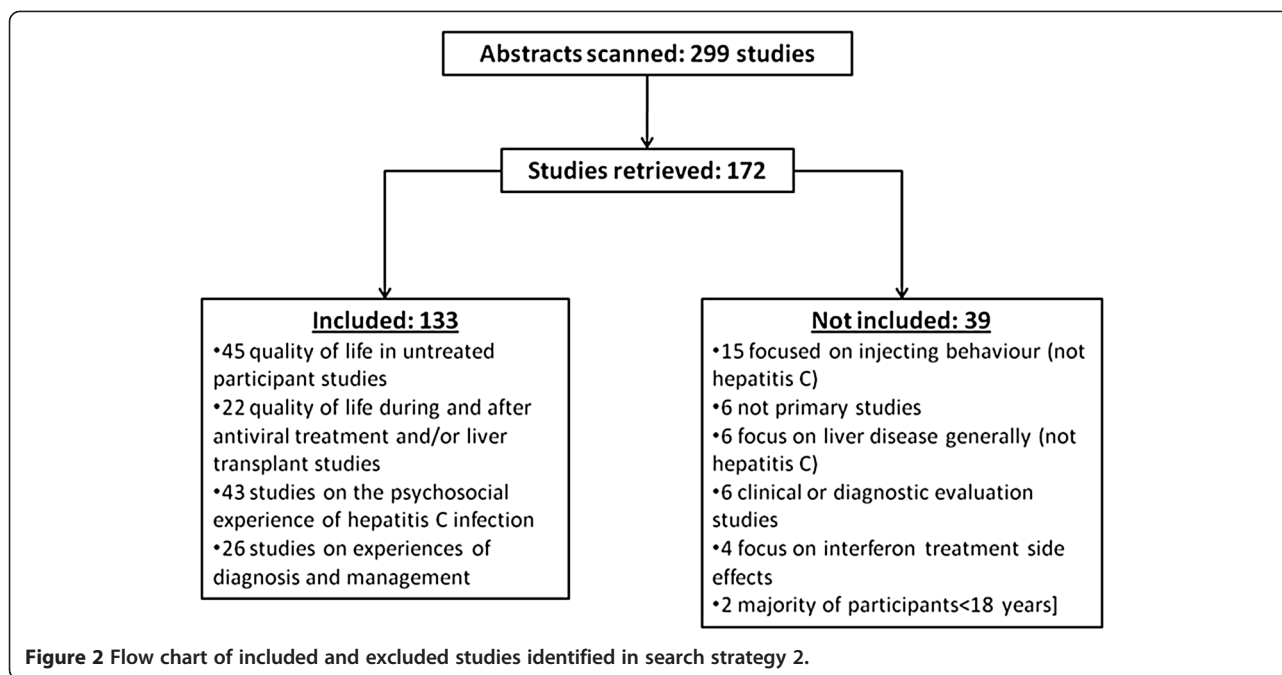 Abstracts scanned: 299 studies
Studies retrieved: 172
Included: 133
•45 quality of life in untreated
participant studies
•22 quality of life during and after
antiviral treatment and/or liver
transplant studies
•43 studies on the psychosocial
experience of hepatitis C infection
•26 studies on experiences of
diagnosis and management
Not included: 39
•15 focused on injecting behaviour (not
hepatitis C)
•6 not primary studies
•6 focus on liver disease generally (not
hepatitis C)
•6 clinical or diagnostic evaluation
studies
•4 focus on interferon treatment side
effects
•2 majority of participants<18 years]
Figure 2 Flow chart of included and excluded studies identified in search strategy 2.